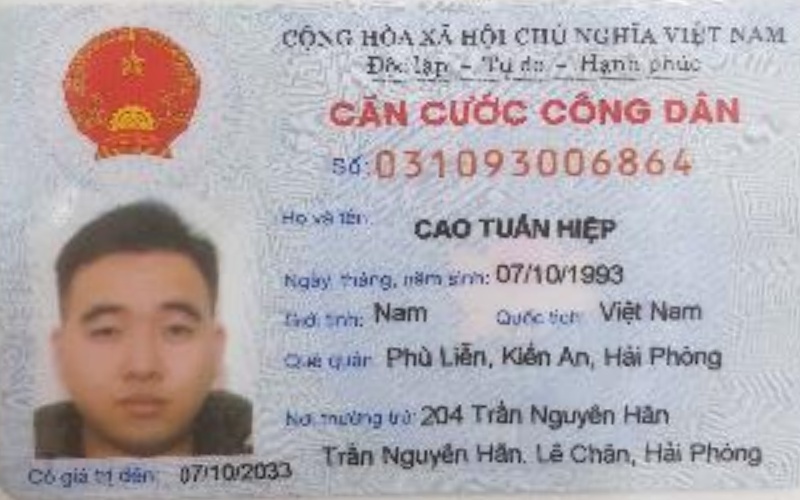 CỘNG HÒA XÃ HỘI CHỦ NGHĨA VIỆT NAM
Độc lập - Tự do - Hạnh phúc
CĂN CƯỚC CÔNG DÂN
Số: 031093006864
Họ và tên: CAO TUẤN HIỆP
Ngày, tháng, năm sinh: 07/10/1993
Giới tính: Nam Quốc tịch: Việt Nam
Quê quán: Phù Liễn, Kiến An, Hải Phòng
Nơi thường trú: 204 Trần Nguyên Hãn
Trần Nguyên Hãn. Lê Chân, Hải Phòng
Có giá trị đến: 07/10/2033